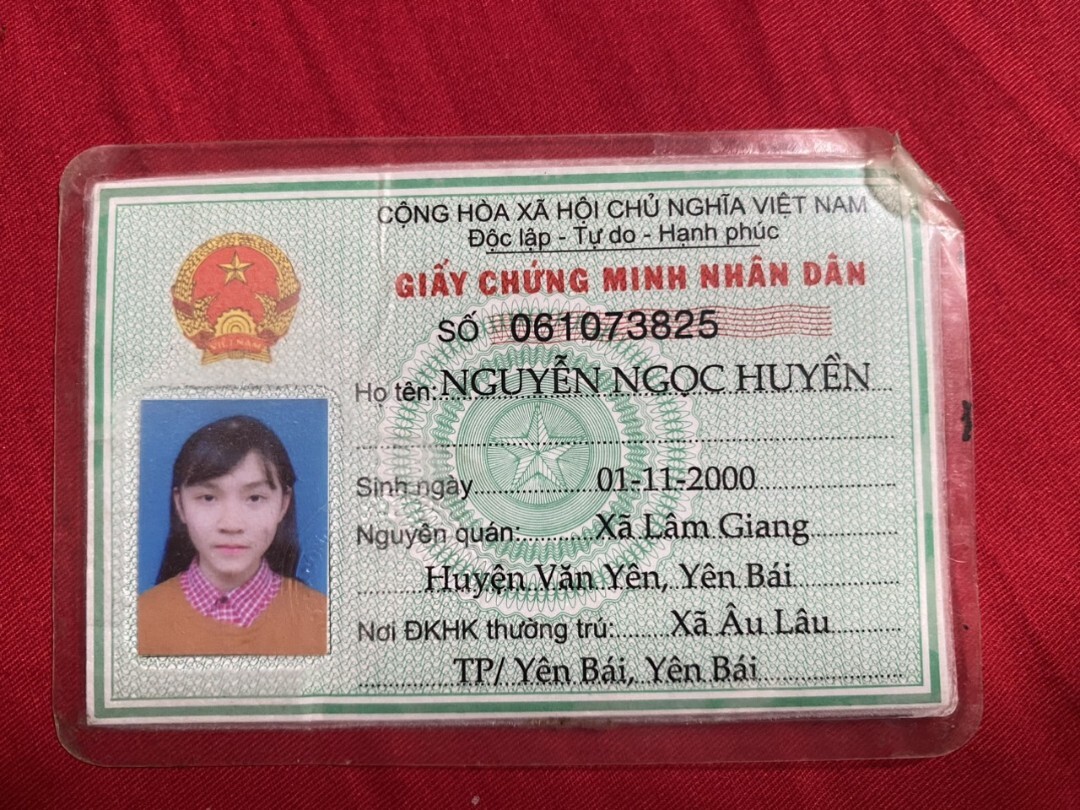 CỘNG HÒA XÃ HỘI CHỦ NGHĨA VIỆT NAM
Độc lập - Tự do - Hạnh phúc
GIẤY CHỨNG MINH NHÂN DÂN
SỐ 061073825
Họ tên: NGUYỄN NGỌC HUYỀN
Sinh ngày 01-11-2000
Nguyên quán: Xã Lâm Giang
Huyện Văn Yên, Yên Bái
Nơi ĐKHK thường trú: Xã Âu Lâu
TP/ Yên Bái, Yên Bái
VIỆT NAM